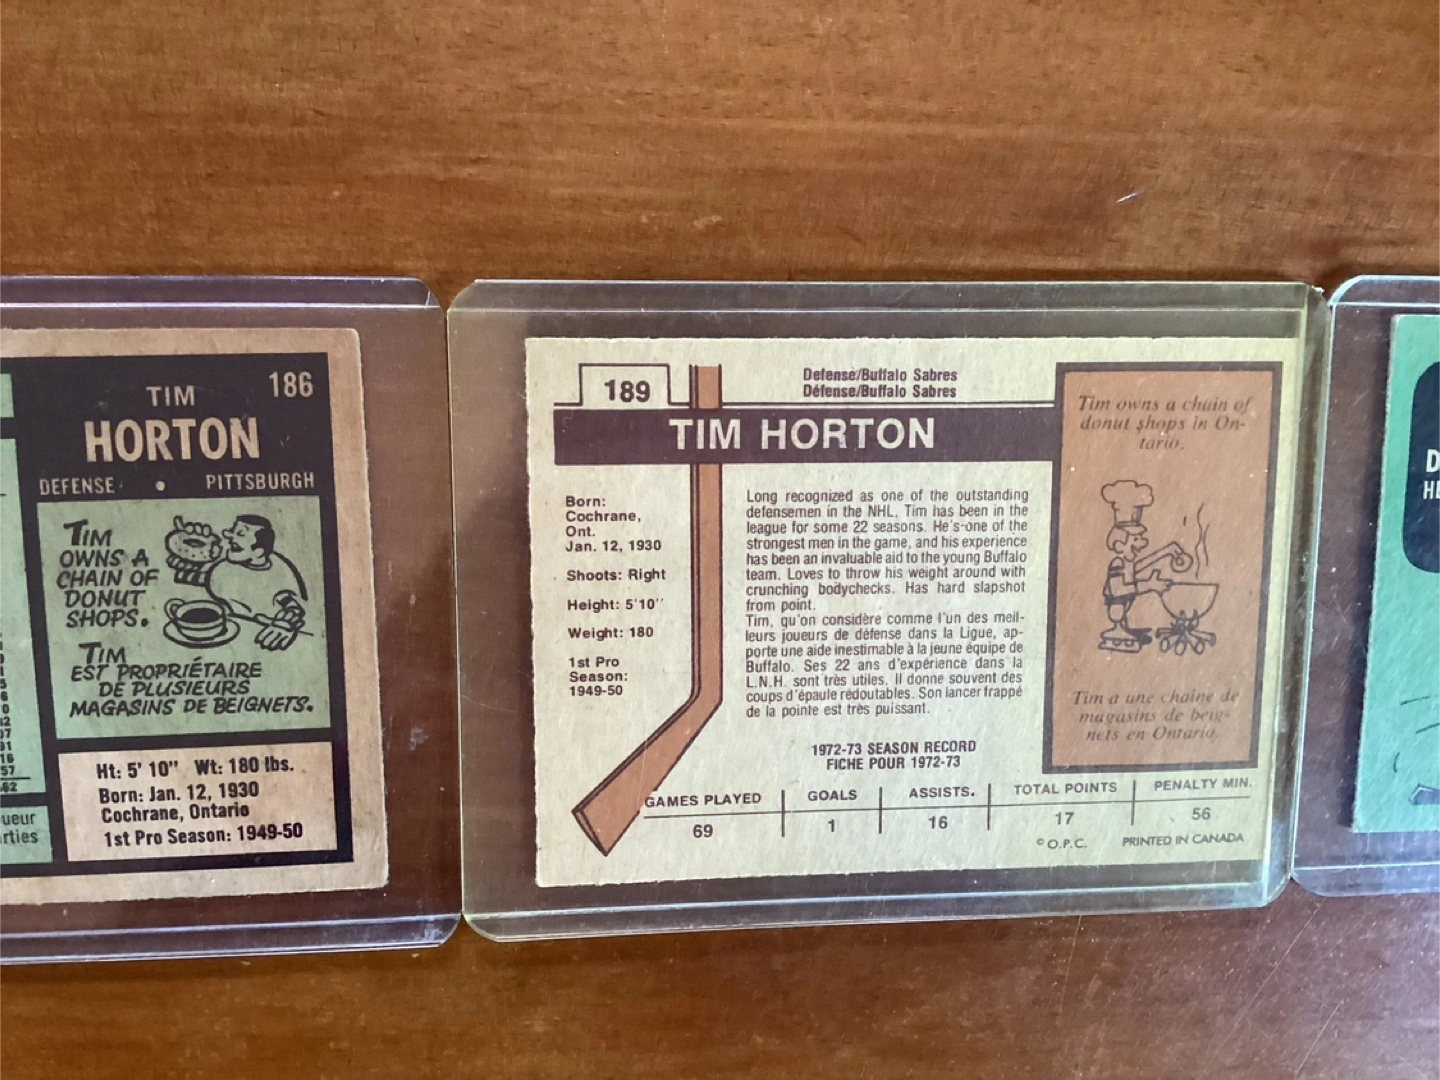 TIM
186
HORTON
DEFENSE • PITTSBURGH
TIM
OWNS A
CHAIN OF
DONUT
SHOPS.
TIM
EST PROPRIÉTAIRE
DE PLUSIEURS
MAGASINS DE BEIGNETS.
Ht: 5' 10" Wt: 180 lbs.
Born: Jan. 12, 1930
Cochrane, Ontario
1st Pro Season: 1949-50
189
Defense/Buffalo Sabres
Défense/Buffalo Sabres
TIM HORTON
Born:
Cochrane,
Ont.
Jan. 12, 1930
Shoots: Right
Height: 5'10''
Weight: 180
1st Pro
Season:
1949-50
Long recognized as one of the outstanding
defensemen in the NHL, Tim has been in the
league for some 22 seasons. He's one of the
strongest men in the game, and his experience
has been an invaluable aid to the young Buffalo
team. Loves to throw his weight around with
crunching bodychecks. Has hard slapshot
from point.
Tim, qu'on considère comme l'un des meil-
leurs joueurs de défense dans la Ligue, ap-
porte une aide inestimable à la jeune équipe de
Buffalo. Ses 22 ans d'expérience dans la
L.N.H. sont très utiles. Il donne souvent des
coups d'épaule redoutables. Son lancer frappé
de la pointe est très puissant.
1972-73 SEASON RECORD
FICHE POUR 1972-73
GAMES PLAYED GOALS ASSISTS. TOTAL POINTS PENALTY MIN.
69 1 16 17 56
© O.P.C. PRINTED IN CANADA
Tim owns a chain of
donut shops in On-
tario.
Tim a une chaîne de
magasins de beig-
nets en Ontario.